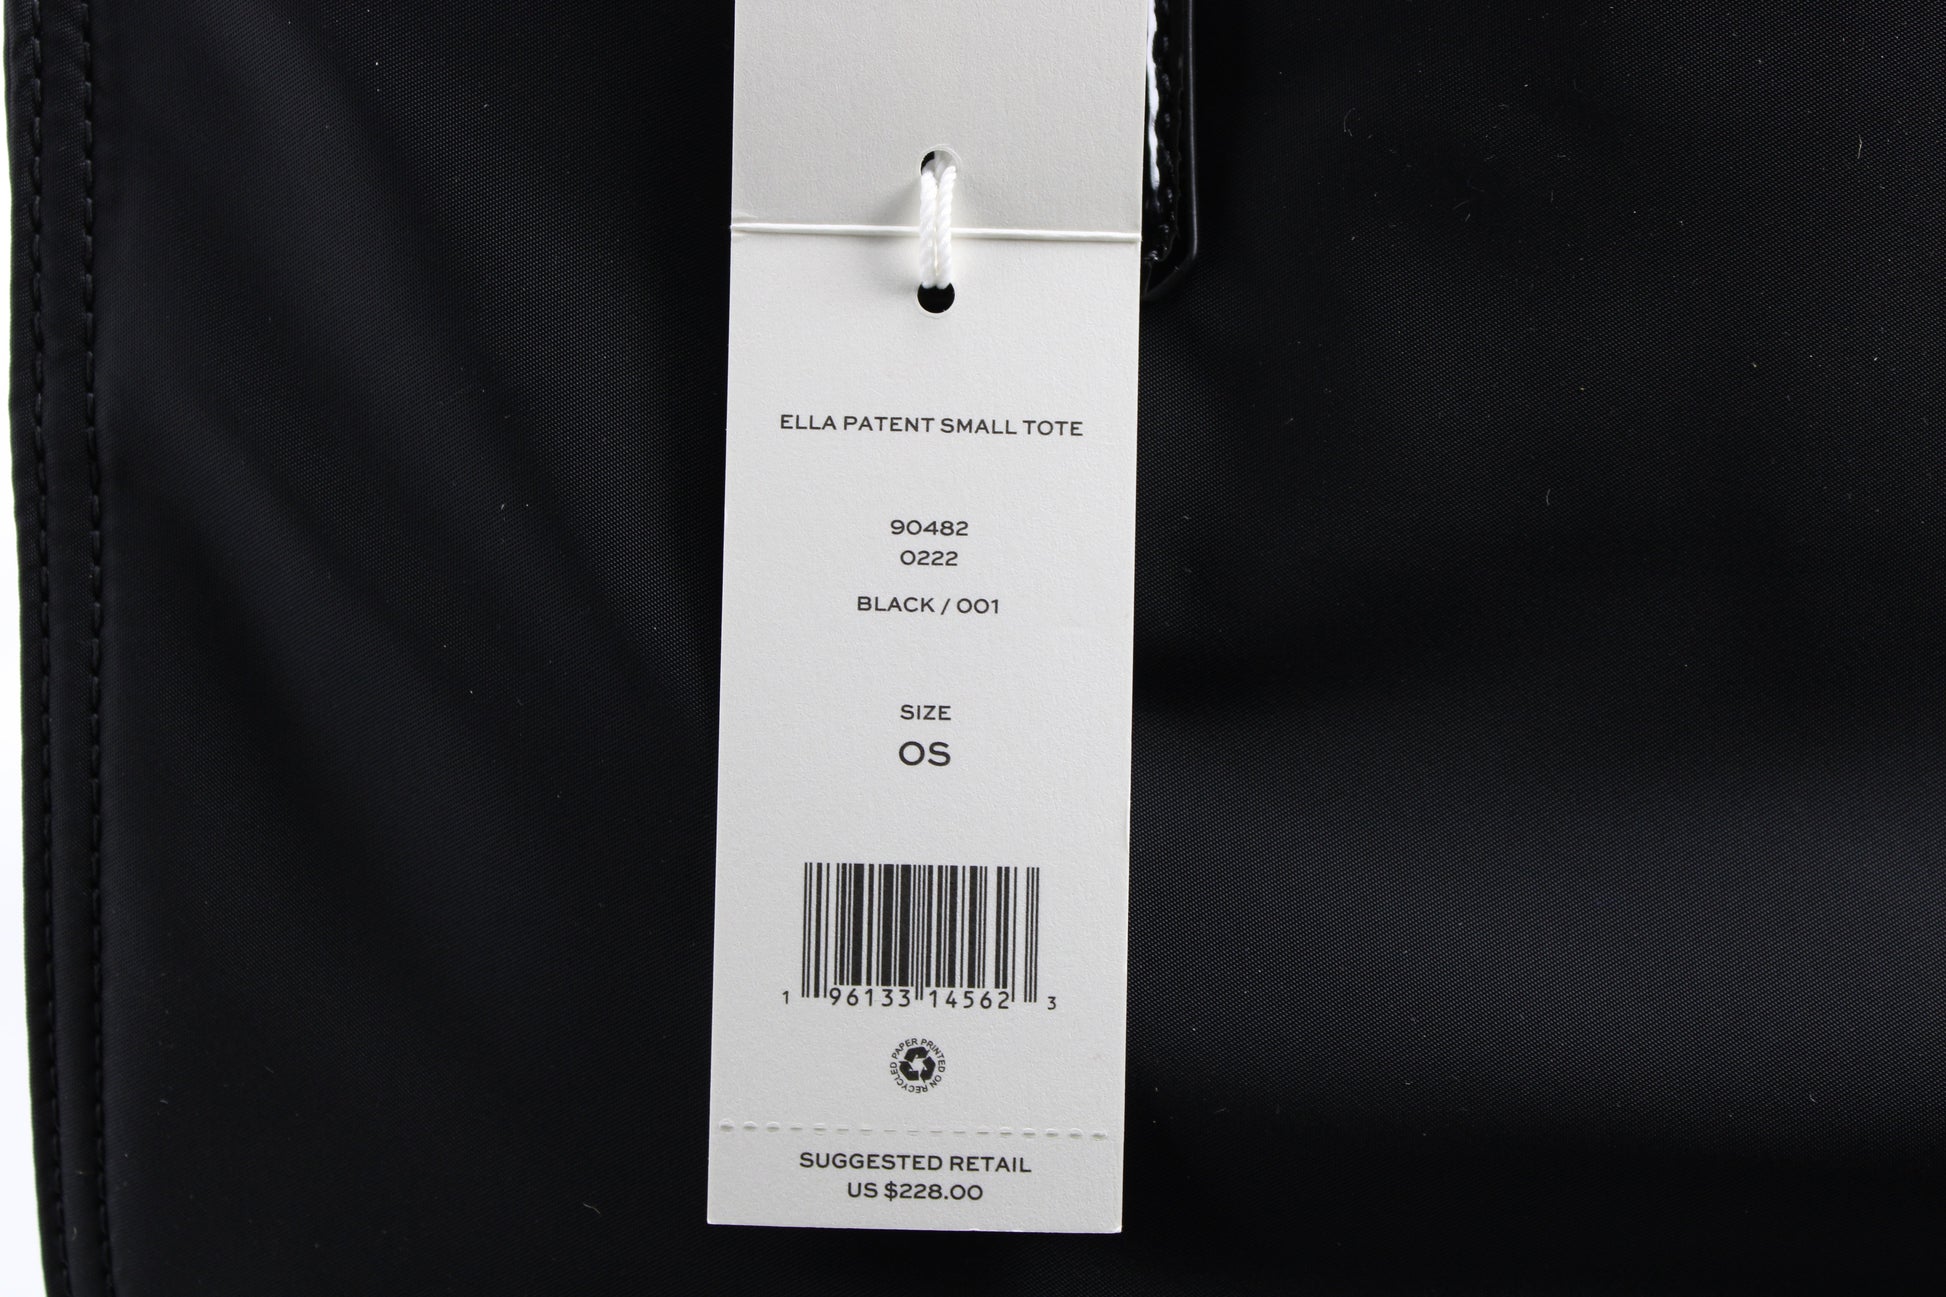 ELLA PATENT SMALL TOTE
90482
0222
BLACK / 001
SIZE
OS
1 96133 14562 3
PRINTED ON RECYCLED PAPER
SUGGESTED RETAIL
US $228.00